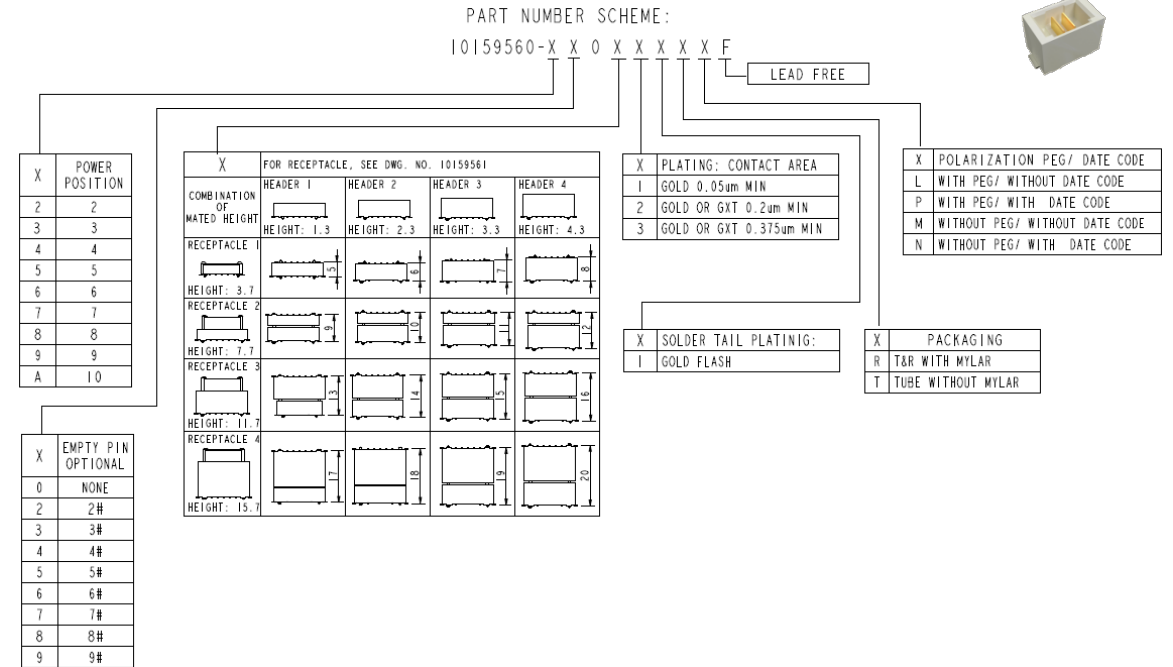 PART NUMBER SCHEME:
10159560-X X 0 X X X X X F
LEAD FREE
X POWER POSITION
2 2
3 3
4 4
5 5
6 6
7 7
8 8
9 9
A 10
X EMPTY PIN OPTIONAL
0 NONE
2 2#
3 3#
4 4#
5 5#
6 6#
7 7#
8 8#
9 9#
X FOR RECEPTACLE, SEE DWG. NO. 10159561
COMBINATION OF MATED HEIGHT
HEADER 1 HEADER 2 HEADER 3 HEADER 4
HEIGHT: 1.3 HEIGHT: 2.3 HEIGHT: 3.3 HEIGHT: 4.3
RECEPTACLE 1
5 6 7 8
HEIGHT: 3.7
RECEPTACLE 2
9 10 11 12
HEIGHT: 7.7
RECEPTACLE 3
13 14 15 16
HEIGHT: 11.7
RECEPTACLE 4
17 18 19 20
HEIGHT: 15.7
X PLATING: CONTACT AREA
1 GOLD 0.05um MIN
2 GOLD OR GXT 0.2um MIN
3 GOLD OR GXT 0.375um MIN
X SOLDER TAIL PLATINIG:
1 GOLD FLASH
X PACKAGING
R T&R WITH MYLAR
T TUBE WITHOUT MYLAR
X POLARIZATION PEG/ DATE CODE
L WITH PEG/ WITHOUT DATE CODE
P WITH PEG/ WITH DATE CODE
M WITHOUT PEG/ WITHOUT DATE CODE
N WITHOUT PEG/ WITH DATE CODE